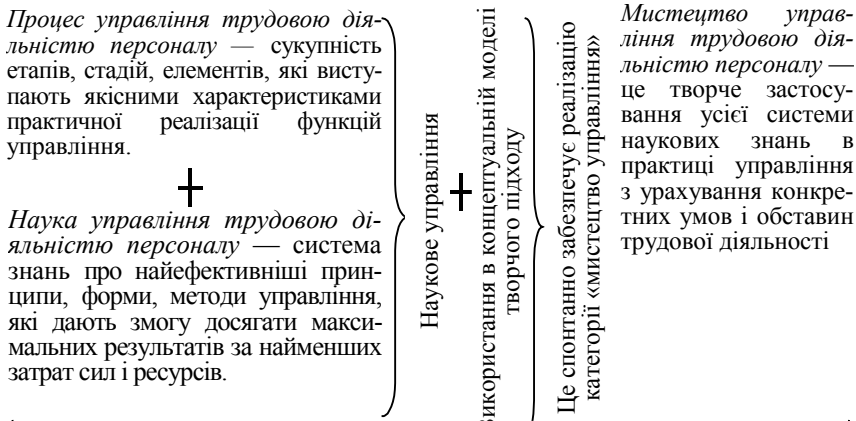 Процес управління трудовою дія-
льністю персоналу — сукупність
етапів, стадій, елементів, які висту-
пають якісними характеристиками
практичної реалізації функцій
управління.
+
Наука управління трудовою ді-
яльністю персоналу — система
знань про найефективніші прин-
ципи, форми, методи управління,
які дають змогу досягати макси-
мальних результатів за найменших
затрат сил і ресурсів.
Наукове управління
+
икористання в концептуальній моделі
творчого підходу
Це спонтанно забезпечує реалізацію
категорії «мистецтво управління»
Мистецтво управ-
ління трудовою дія-
льністю персоналу —
це творче застосу-
вання усієї системи
наукових знань в
практиці управління
з урахування конкре-
тних умов і обставин
трудової діяльності